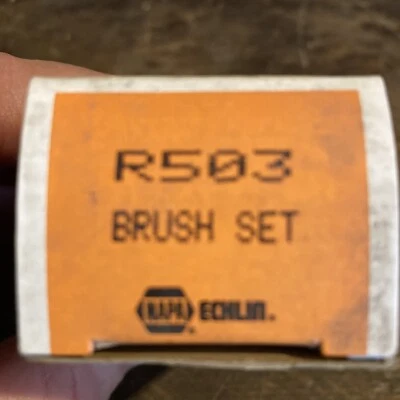 R503
BRUSH SET
NAPA® ECHLIN®